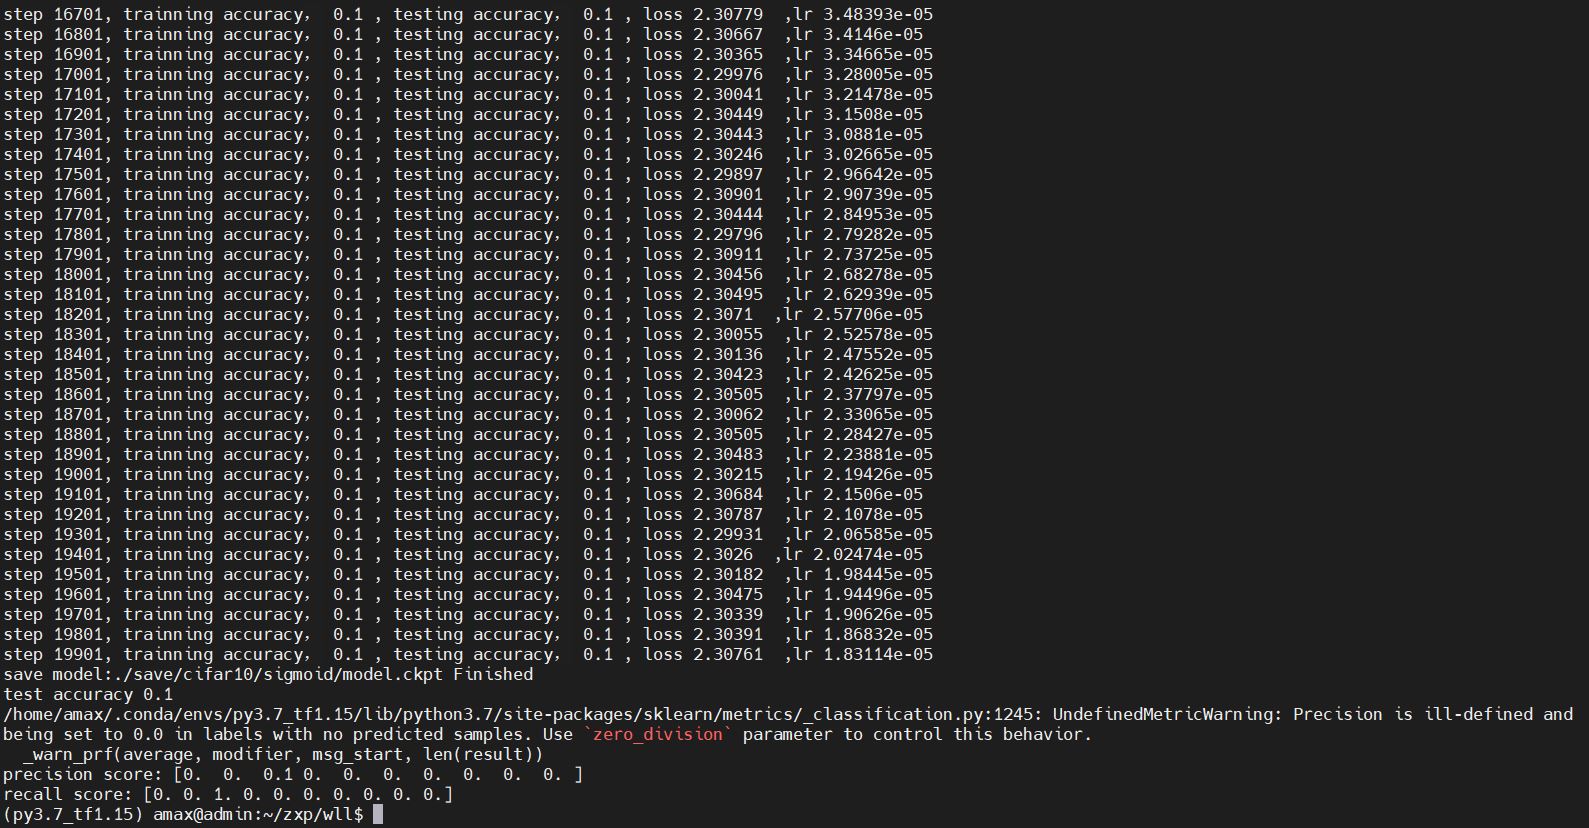 step 16701, trainning accuracy,  0.1 , testing accuracy,  0.1 , loss 2.30779  ,lr 3.48393e-05
step 16801, trainning accuracy,  0.1 , testing accuracy,  0.1 , loss 2.30667  ,lr 3.4146e-05
step 16901, trainning accuracy,  0.1 , testing accuracy,  0.1 , loss 2.30365  ,lr 3.34665e-05
step 17001, trainning accuracy,  0.1 , testing accuracy,  0.1 , loss 2.29976  ,lr 3.28005e-05
step 17101, trainning accuracy,  0.1 , testing accuracy,  0.1 , loss 2.30041  ,lr 3.21478e-05
step 17201, trainning accuracy,  0.1 , testing accuracy,  0.1 , loss 2.30449  ,lr 3.1508e-05
step 17301, trainning accuracy,  0.1 , testing accuracy,  0.1 , loss 2.30443  ,lr 3.0881e-05
step 17401, trainning accuracy,  0.1 , testing accuracy,  0.1 , loss 2.30246  ,lr 3.02665e-05
step 17501, trainning accuracy,  0.1 , testing accuracy,  0.1 , loss 2.29897  ,lr 2.96642e-05
step 17601, trainning accuracy,  0.1 , testing accuracy,  0.1 , loss 2.30901  ,lr 2.90739e-05
step 17701, trainning accuracy,  0.1 , testing accuracy,  0.1 , loss 2.30444  ,lr 2.84953e-05
step 17801, trainning accuracy,  0.1 , testing accuracy,  0.1 , loss 2.29796  ,lr 2.79282e-05
step 17901, trainning accuracy,  0.1 , testing accuracy,  0.1 , loss 2.30911  ,lr 2.73725e-05
step 18001, trainning accuracy,  0.1 , testing accuracy,  0.1 , loss 2.30456  ,lr 2.68278e-05
step 18101, trainning accuracy,  0.1 , testing accuracy,  0.1 , loss 2.30495  ,lr 2.62939e-05
step 18201, trainning accuracy,  0.1 , testing accuracy,  0.1 , loss 2.3071  ,lr 2.57706e-05
step 18301, trainning accuracy,  0.1 , testing accuracy,  0.1 , loss 2.30055  ,lr 2.52578e-05
step 18401, trainning accuracy,  0.1 , testing accuracy,  0.1 , loss 2.30136  ,lr 2.47552e-05
step 18501, trainning accuracy,  0.1 , testing accuracy,  0.1 , loss 2.30423  ,lr 2.42625e-05
step 18601, trainning accuracy,  0.1 , testing accuracy,  0.1 , loss 2.30505  ,lr 2.37797e-05
step 18701, trainning accuracy,  0.1 , testing accuracy,  0.1 , loss 2.30062  ,lr 2.33065e-05
step 18801, trainning accuracy,  0.1 , testing accuracy,  0.1 , loss 2.30505  ,lr 2.28427e-05
step 18901, trainning accuracy,  0.1 , testing accuracy,  0.1 , loss 2.30483  ,lr 2.23881e-05
step 19001, trainning accuracy,  0.1 , testing accuracy,  0.1 , loss 2.30215  ,lr 2.19426e-05
step 19101, trainning accuracy,  0.1 , testing accuracy,  0.1 , loss 2.30684  ,lr 2.1506e-05
step 19201, trainning accuracy,  0.1 , testing accuracy,  0.1 , loss 2.30787  ,lr 2.1078e-05
step 19301, trainning accuracy,  0.1 , testing accuracy,  0.1 , loss 2.29931  ,lr 2.06585e-05
step 19401, trainning accuracy,  0.1 , testing accuracy,  0.1 , loss 2.3026  ,lr 2.02474e-05
step 19501, trainning accuracy,  0.1 , testing accuracy,  0.1 , loss 2.30182  ,lr 1.98445e-05
step 19601, trainning accuracy,  0.1 , testing accuracy,  0.1 , loss 2.30475  ,lr 1.94496e-05
step 19701, trainning accuracy,  0.1 , testing accuracy,  0.1 , loss 2.30339  ,lr 1.90626e-05
step 19801, trainning accuracy,  0.1 , testing accuracy,  0.1 , loss 2.30391  ,lr 1.86832e-05
step 19901, trainning accuracy,  0.1 , testing accuracy,  0.1 , loss 2.30761  ,lr 1.83114e-05
save model:./save/cifar10/sigmoid/model.ckpt Finished
test accuracy 0.1
/home/amax/.conda/envs/py3.7_tf1.15/lib/python3.7/site-packages/sklearn/metrics/_classification.py:1245: UndefinedMetricWarning: Precision is ill-defined and
being set to 0.0 in labels with no predicted samples. Use `zero_division` parameter to control this behavior.
  _warn_prf(average, modifier, msg_start, len(result))
precision score: [0.  0.  0.1 0.  0.  0.  0.  0.  0.  0. ]
recall score: [0. 0. 1. 0. 0. 0. 0. 0. 0. 0.]
(py3.7_tf1.15) amax@admin:~/zxp/wll$